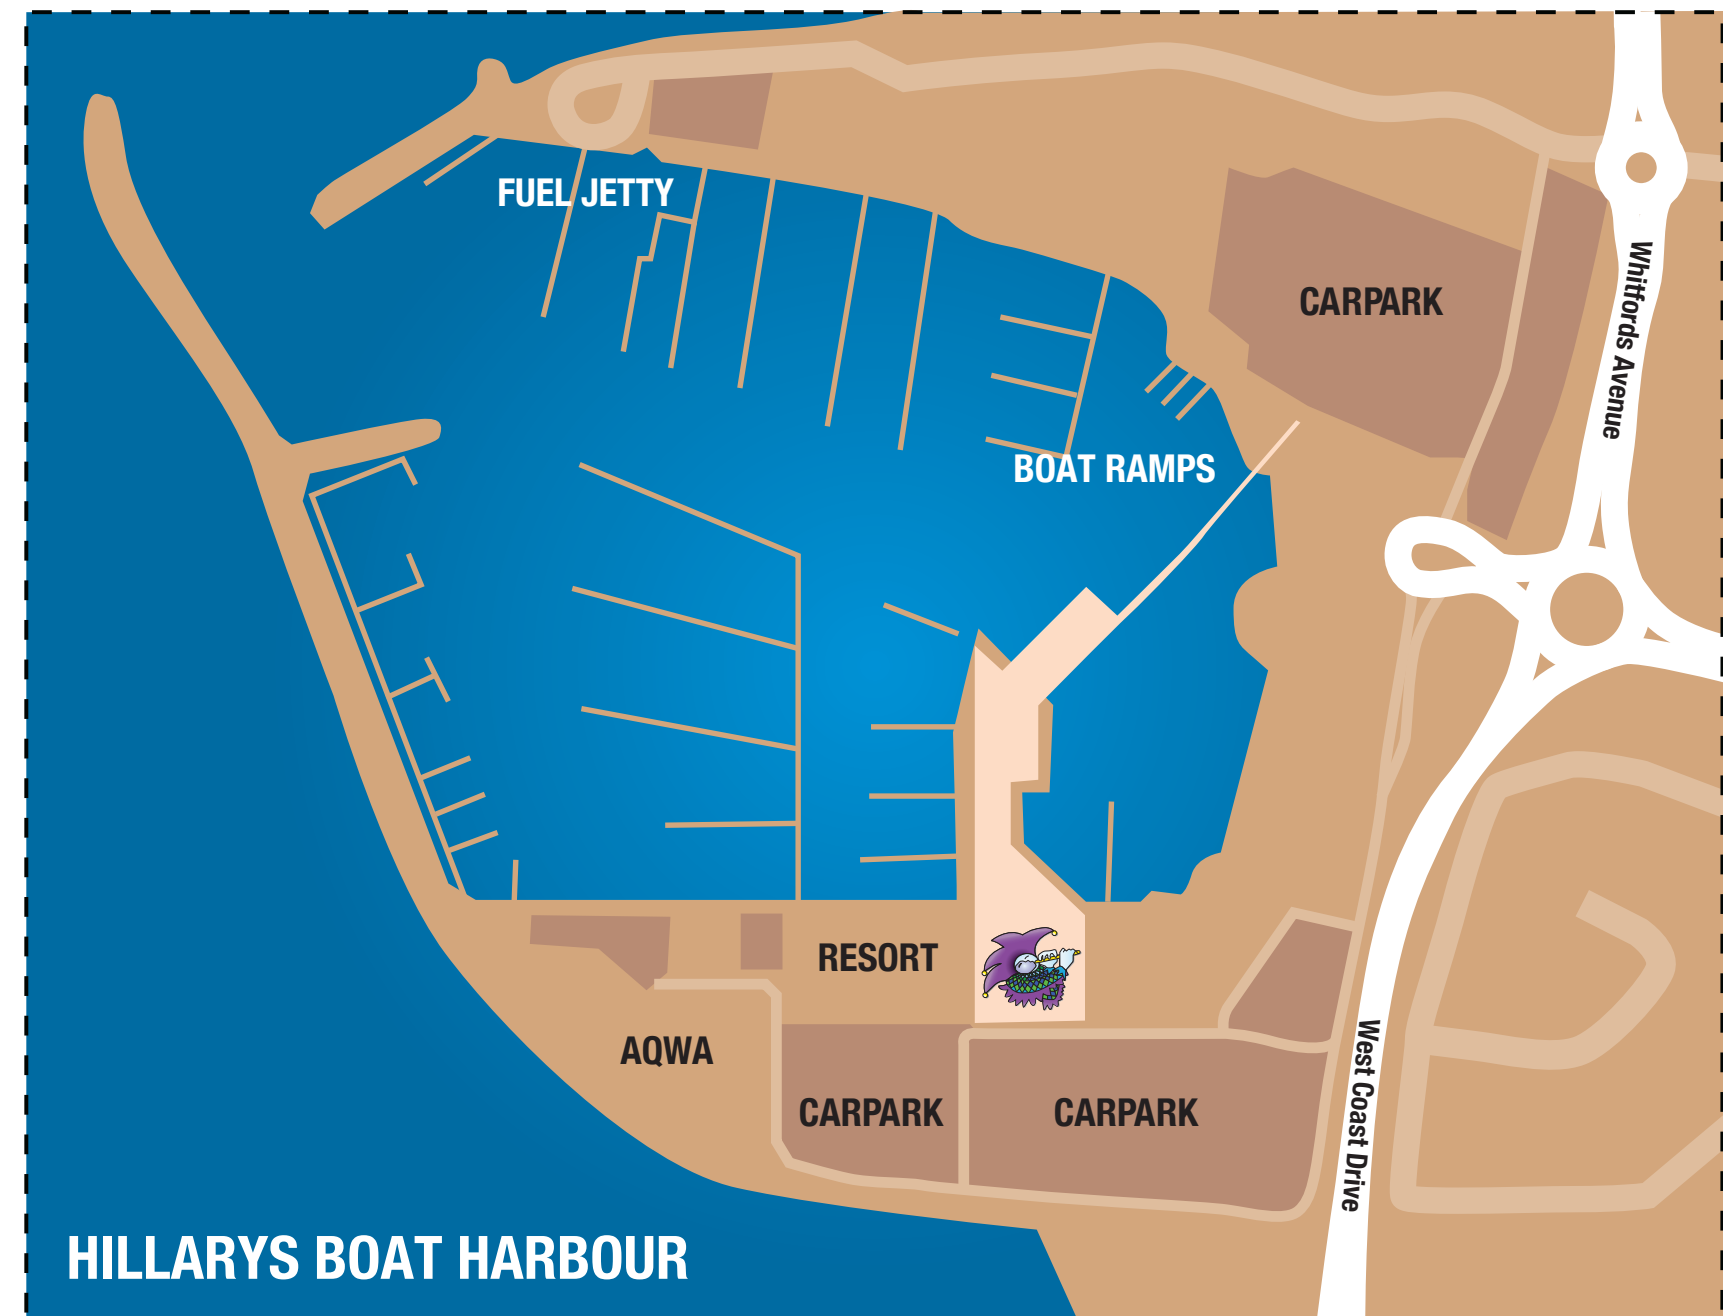 FUEL JETTY
CARPARK
Whitfords Avenue
BOAT RAMPS
RESORT
AQWA
CARPARK
CARPARK
West Coast Drive
HILLARYS BOAT HARBOUR